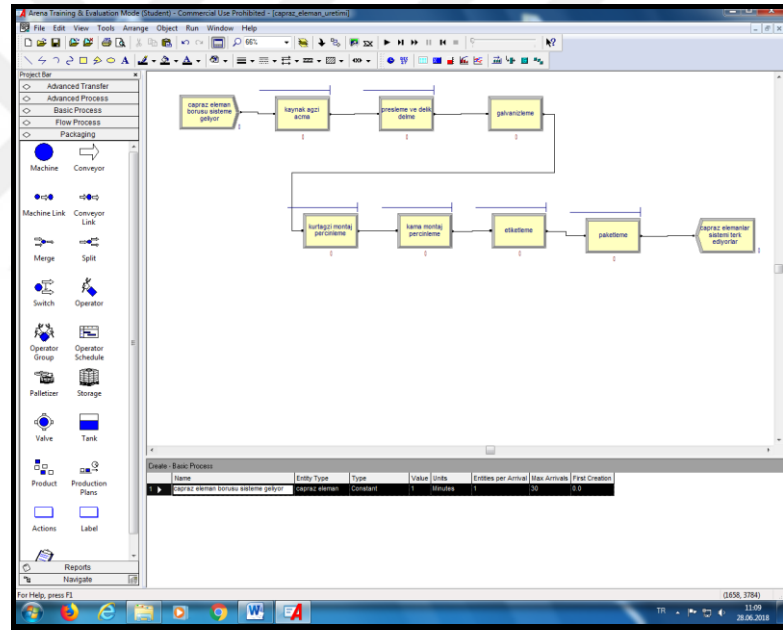 Arena Training & Evaluation Mode (Student) - Commercial Use Prohibited - [capraz_eleman_uretimi]
File Edit View Tools Arrange Object Run Window Help
66%
Project Bar
Advanced Transfer
Advanced Process
Basic Process
Flow Process
Packaging
Machine Conveyor
Machine Link Conveyor
Link
Merge Split
Switch Operator
Operator Operator
Group Schedule
Palletizer Storage
Valve Tank
Product Production
Plans
Actions Label
Reports
Navigate
capraz eleman
borusu sisteme
geliyor
kaynak agzi
acma
presleme ve delik
delme
galvanizleme
kurtagzi montaj
percinleme
kama montaj
percinleme
etiketleme
paketleme
capraz elemanlar
sistemi terk
ediyorlar
Create - Basic Process
Name Entity Type Type Value Units Entities per Arrival Max Arrivals First Creation
1 capraz eleman borusu sisteme geliyor capraz eleman Constant 1 Minutes 1 30 0.0
For Help, press F1
(1658, 3784)
TR
11:09
28.06.2018